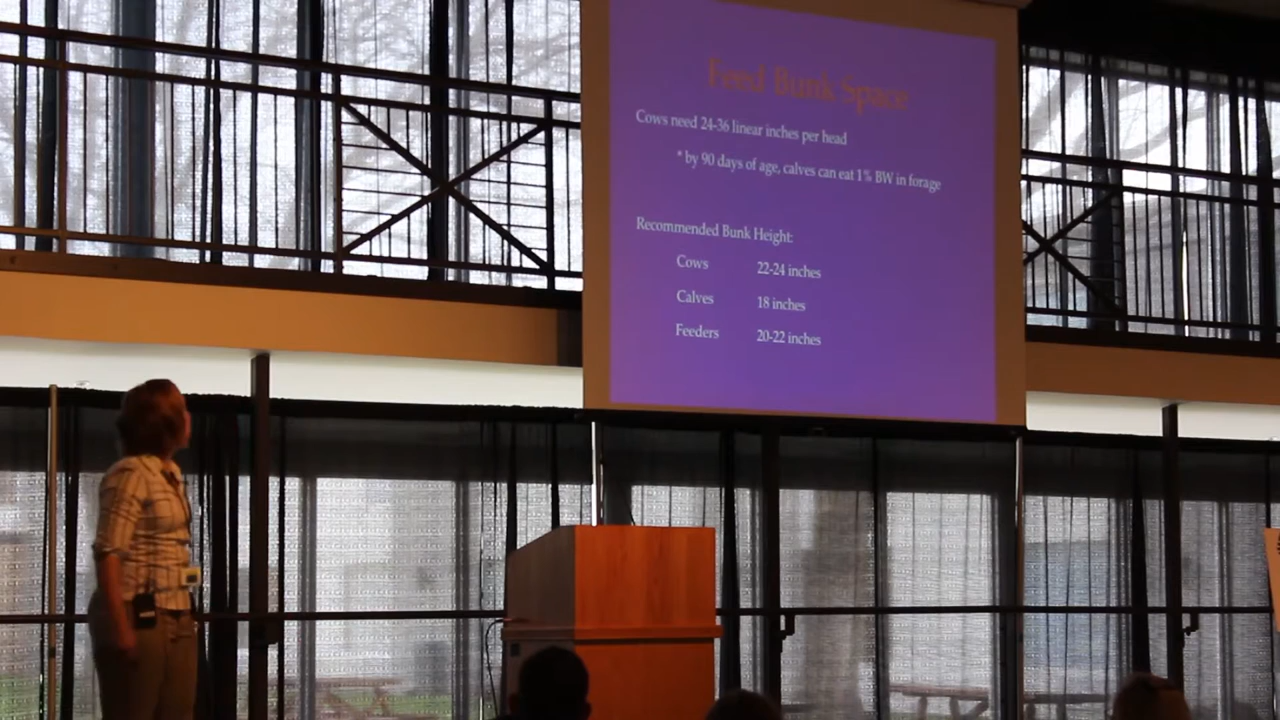 Feed Bunk Space
Cows need 24-36 linear inches per head
* by 90 days of age, calves can eat 1% BW in forage
Recommended Bunk Height:
Cows 22-24 inches
Calves 18 inches
Feeders 20-22 inches